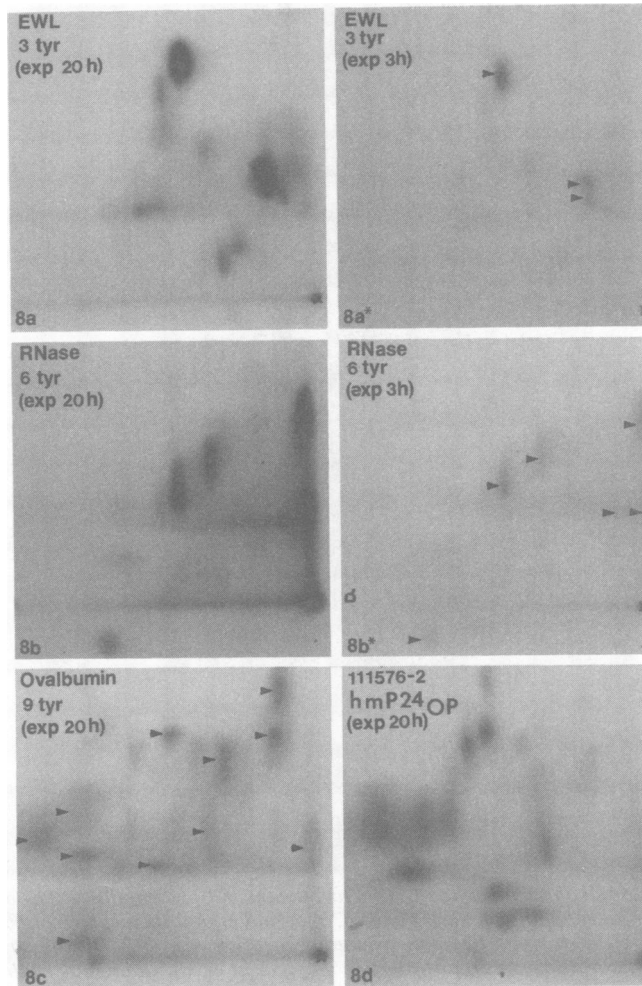 EWL
3 tyr
(exp 20 h)
8a
EWL
3 tyr
(exp 3h)
8a*
RNase
6 tyr
(exp 20 h)
8b
RNase
6 tyr
(exp 3h)
8b*
Ovalbumin
9 tyr
(exp 20 h)
8c
111576-2
hmP24OP
(exp 20h)
8d